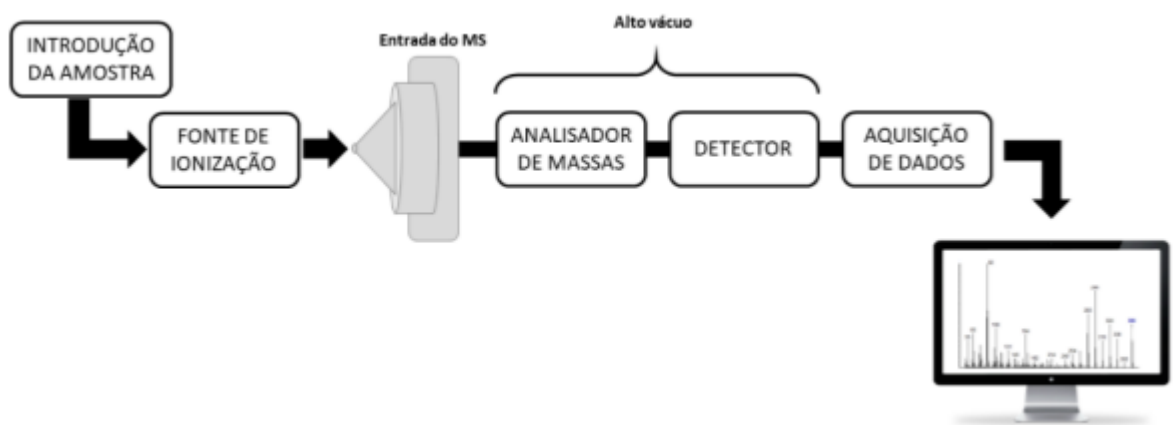 Alto vácuo
Entrada do MS
INTRODUÇÃO
DA AMOSTRA
FONTE DE
IONIZAÇÃO
ANALISADOR
DE MASSAS
DETECTOR
AQUISIÇÃO
DE DADOS